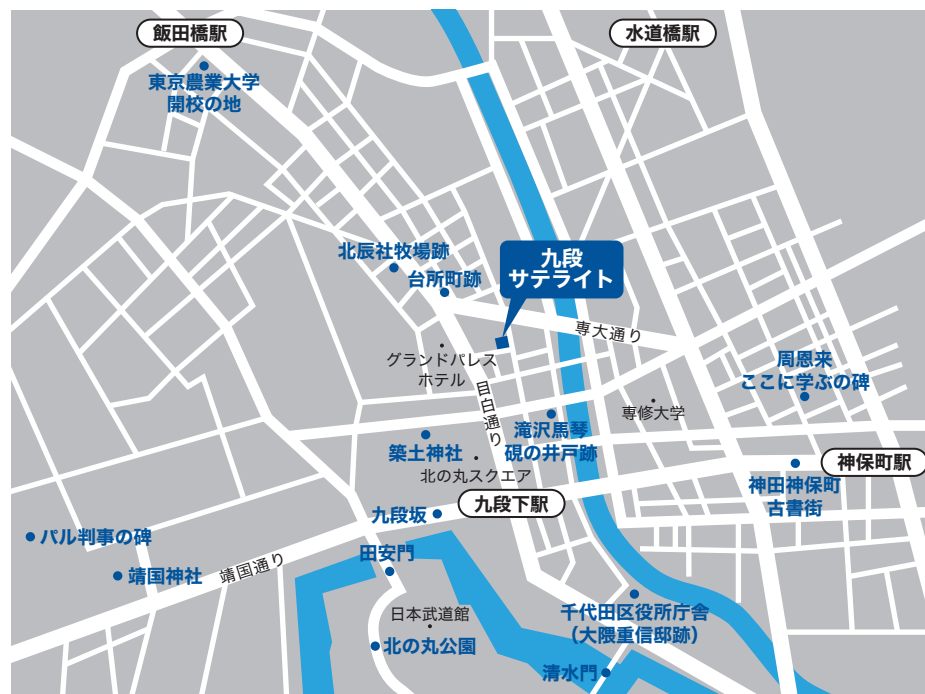 飯田橋駅
水道橋駅
東京農業大学
開校の地
北辰社牧場跡
台所町跡
九段
サテライト
専大通り
グランドパレス
ホテル
目白通り
周恩来
ここに学ぶの碑
専修大学
滝沢馬琴
硯の井戸跡
築土神社
北の丸スクエア
神保町駅
神田神保町
古書街
九段下駅
九段坂
パル判事の碑
田安門
靖国通り
靖国神社
日本武道館
千代田区役所庁舎
（大隈重信邸跡）
北の丸公園
清水門